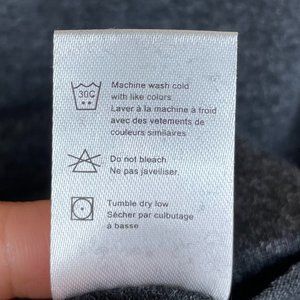 30C
Machine wash cold
with like colors
Laver à la machine à froid
avec des vetements de
couleurs similaires
Do not bleach
Ne pas javelliser.
Tumble dry low
Sécher par culbutage
à basse